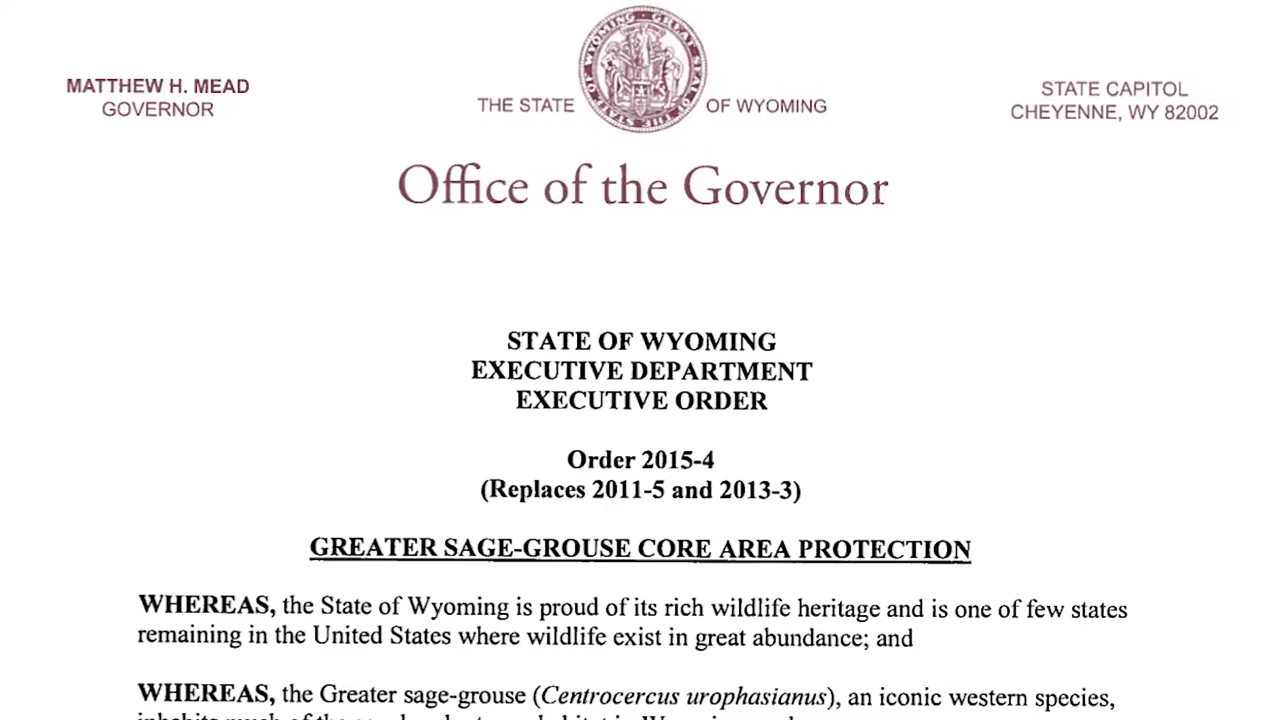 MATTHEW H. MEAD
GOVERNOR
THE STATE OF WYOMING
STATE CAPITOL
CHEYENNE, WY 82002
Office of the Governor
STATE OF WYOMING
EXECUTIVE DEPARTMENT
EXECUTIVE ORDER
Order 2015-4
(Replaces 2011-5 and 2013-3)
GREATER SAGE-GROUSE CORE AREA PROTECTION
WHEREAS, the State of Wyoming is proud of its rich wildlife heritage and is one of few states
remaining in the United States where wildlife exist in great abundance; and
WHEREAS, the Greater sage-grouse (Centrocercus urophasianus), an iconic western species,